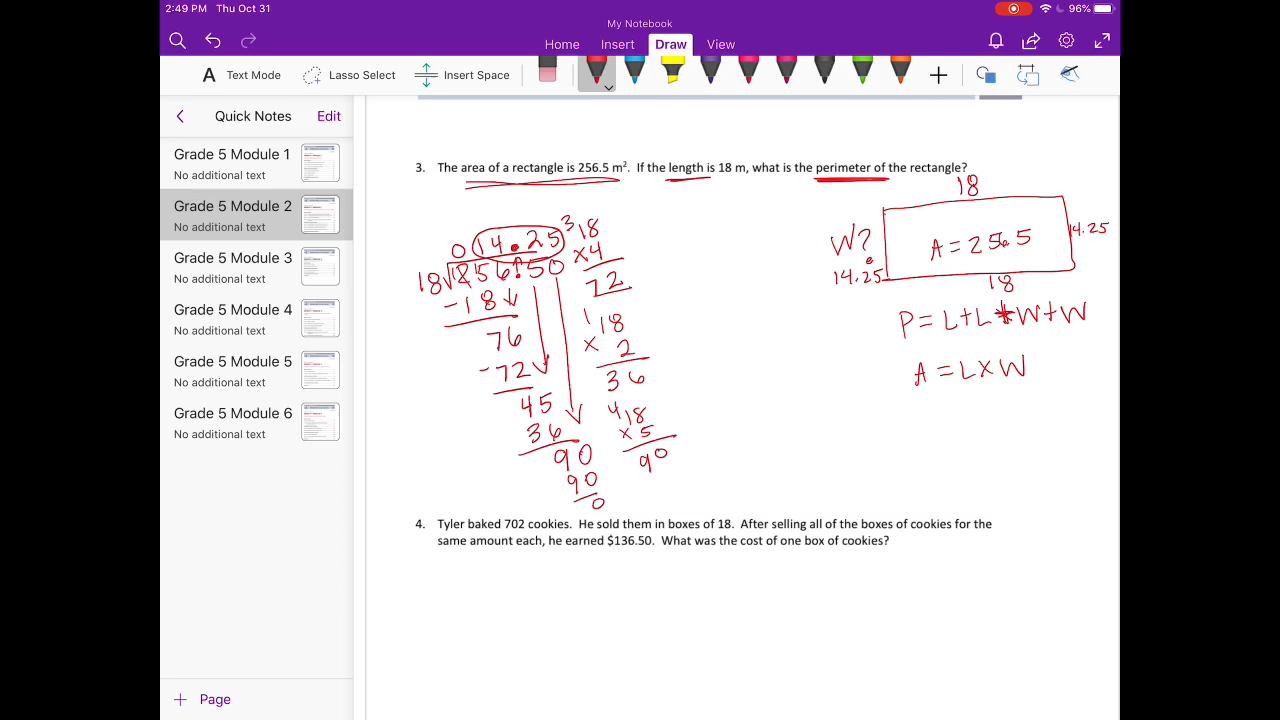 2:49 PM Thu Oct 31
96%
My Notebook
Home Insert Draw View
Text Mode Lasso Select Insert Space
Quick Notes Edit
Grade 5 Module 1
No additional text
Grade 5 Module 2
No additional text
Grade 5 Module 3
No additional text
Grade 5 Module 4
No additional text
Grade 5 Module 5
No additional text
Grade 5 Module 6
No additional text
+ Page
3. The area of a rectangle is 256.5 m². If the length is 18 m, what is the perimeter of the rectangle?
18
W?
14.25
A = 256.5
14.25
18
P = L+L+W+W
A = L×W
0 14.25
18 256.50
-18
76
-72
45
36
90
90
0
3 18
×4
72
1 18
× 2
36
4 18
×5
90
4. Tyler baked 702 cookies. He sold them in boxes of 18. After selling all of the boxes of cookies for the
same amount each, he earned $136.50. What was the cost of one box of cookies?